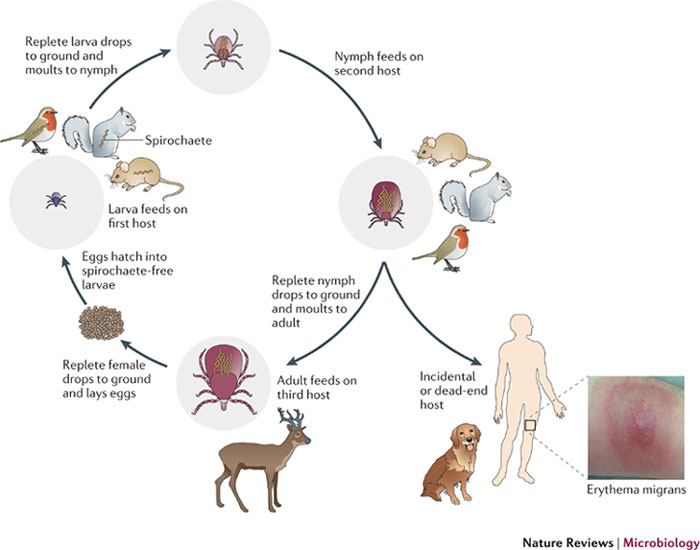 Replete larva drops
to ground and
moults to nymph
Nymph feeds on
second host
Spirochaete
Larva feeds on
first host
Eggs hatch into
spirochaete-free
larvae
Replete nymph
drops to ground
and moults to
adult
Replete female
drops to ground
and lays eggs
Adult feeds on
third host
Incidental
or dead-end
host
Erythema migrans
Nature Reviews | Microbiology